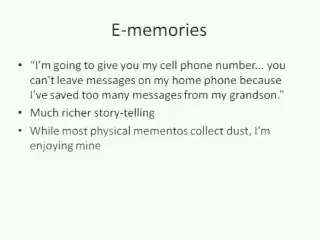 E-memories
• "I'm going to give you my cell phone number... you
can't leave messages on my home phone because
I've saved too many messages from my grandson."
• Much richer story-telling
• While most physical mementos collect dust, I'm
enjoying mine